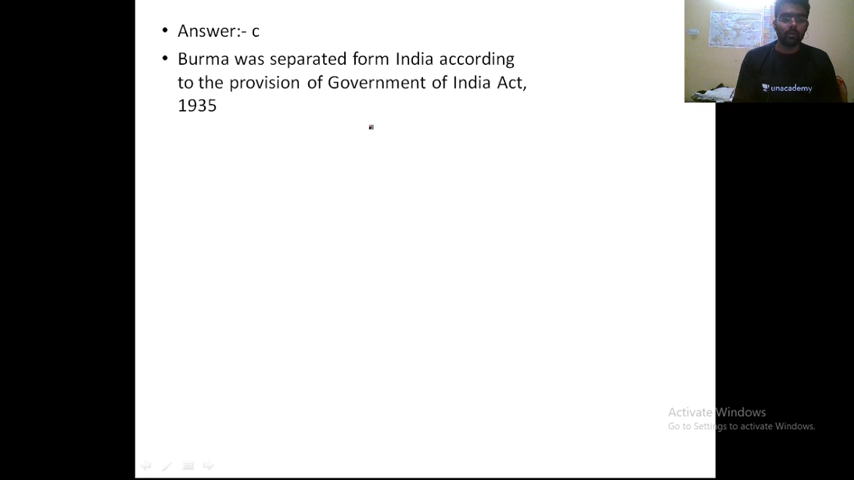 Answer:- c
Burma was separated form India according
to the provision of Government of India Act,
1935
unacademy
Activate Windows
Go to Settings to activate Windows.